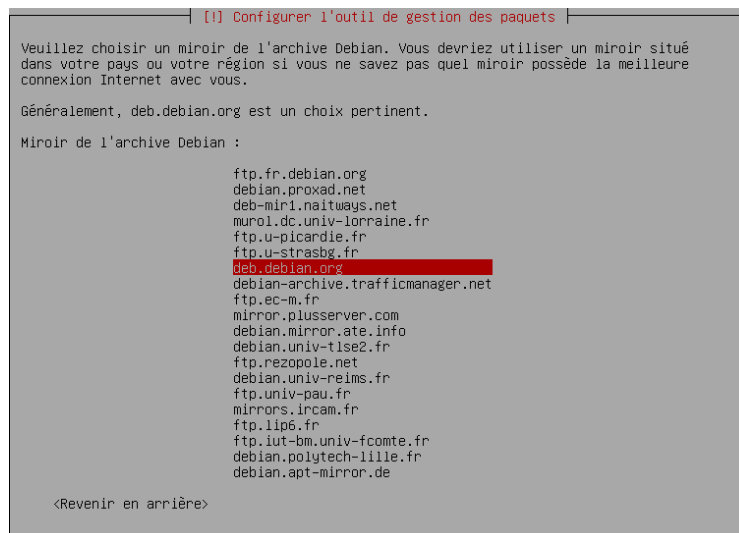 [!] Configurer l'outil de gestion des paquets
Veuillez choisir un miroir de l'archive Debian. Vous devriez utiliser un miroir situé
dans votre pays ou votre région si vous ne savez pas quel miroir possède la meilleure
connexion Internet avec vous.
Généralement, deb.debian.org est un choix pertinent.
Miroir de l'archive Debian :
ftp.fr.debian.org
debian.proxad.net
deb-mir1.naitways.net
murol.dc.univ-lorraine.fr
ftp.u-picardie.fr
ftp.u-strasbg.fr
deb.debian.org
debian-archive.trafficmanager.net
ftp.ec-m.fr
mirror.plusserver.com
debian.mirror.ate.info
debian.univ-tlse2.fr
ftp.rezopole.net
debian.univ-reims.fr
ftp.univ-pau.fr
mirrors.ircam.fr
ftp.lip6.fr
ftp.iut-bm.univ-fcomte.fr
debian.polytech-lille.fr
debian.apt-mirror.de
<Revenir en arrière>